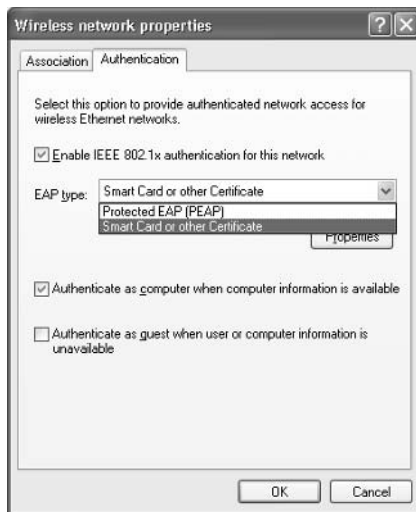 Wireless network properties
Association
Authentication
Select this option to provide authenticated network access for
wireless Ethernet networks.
Enable IEEE 802.1x authentication for this network
EAP type:
Smart Card or other Certificate
Protected EAP (PEAP)
Smart Card or other Certificate
Properties
Authenticate as computer when computer information is available
Authenticate as guest when user or computer information is
unavailable
OK
Cancel